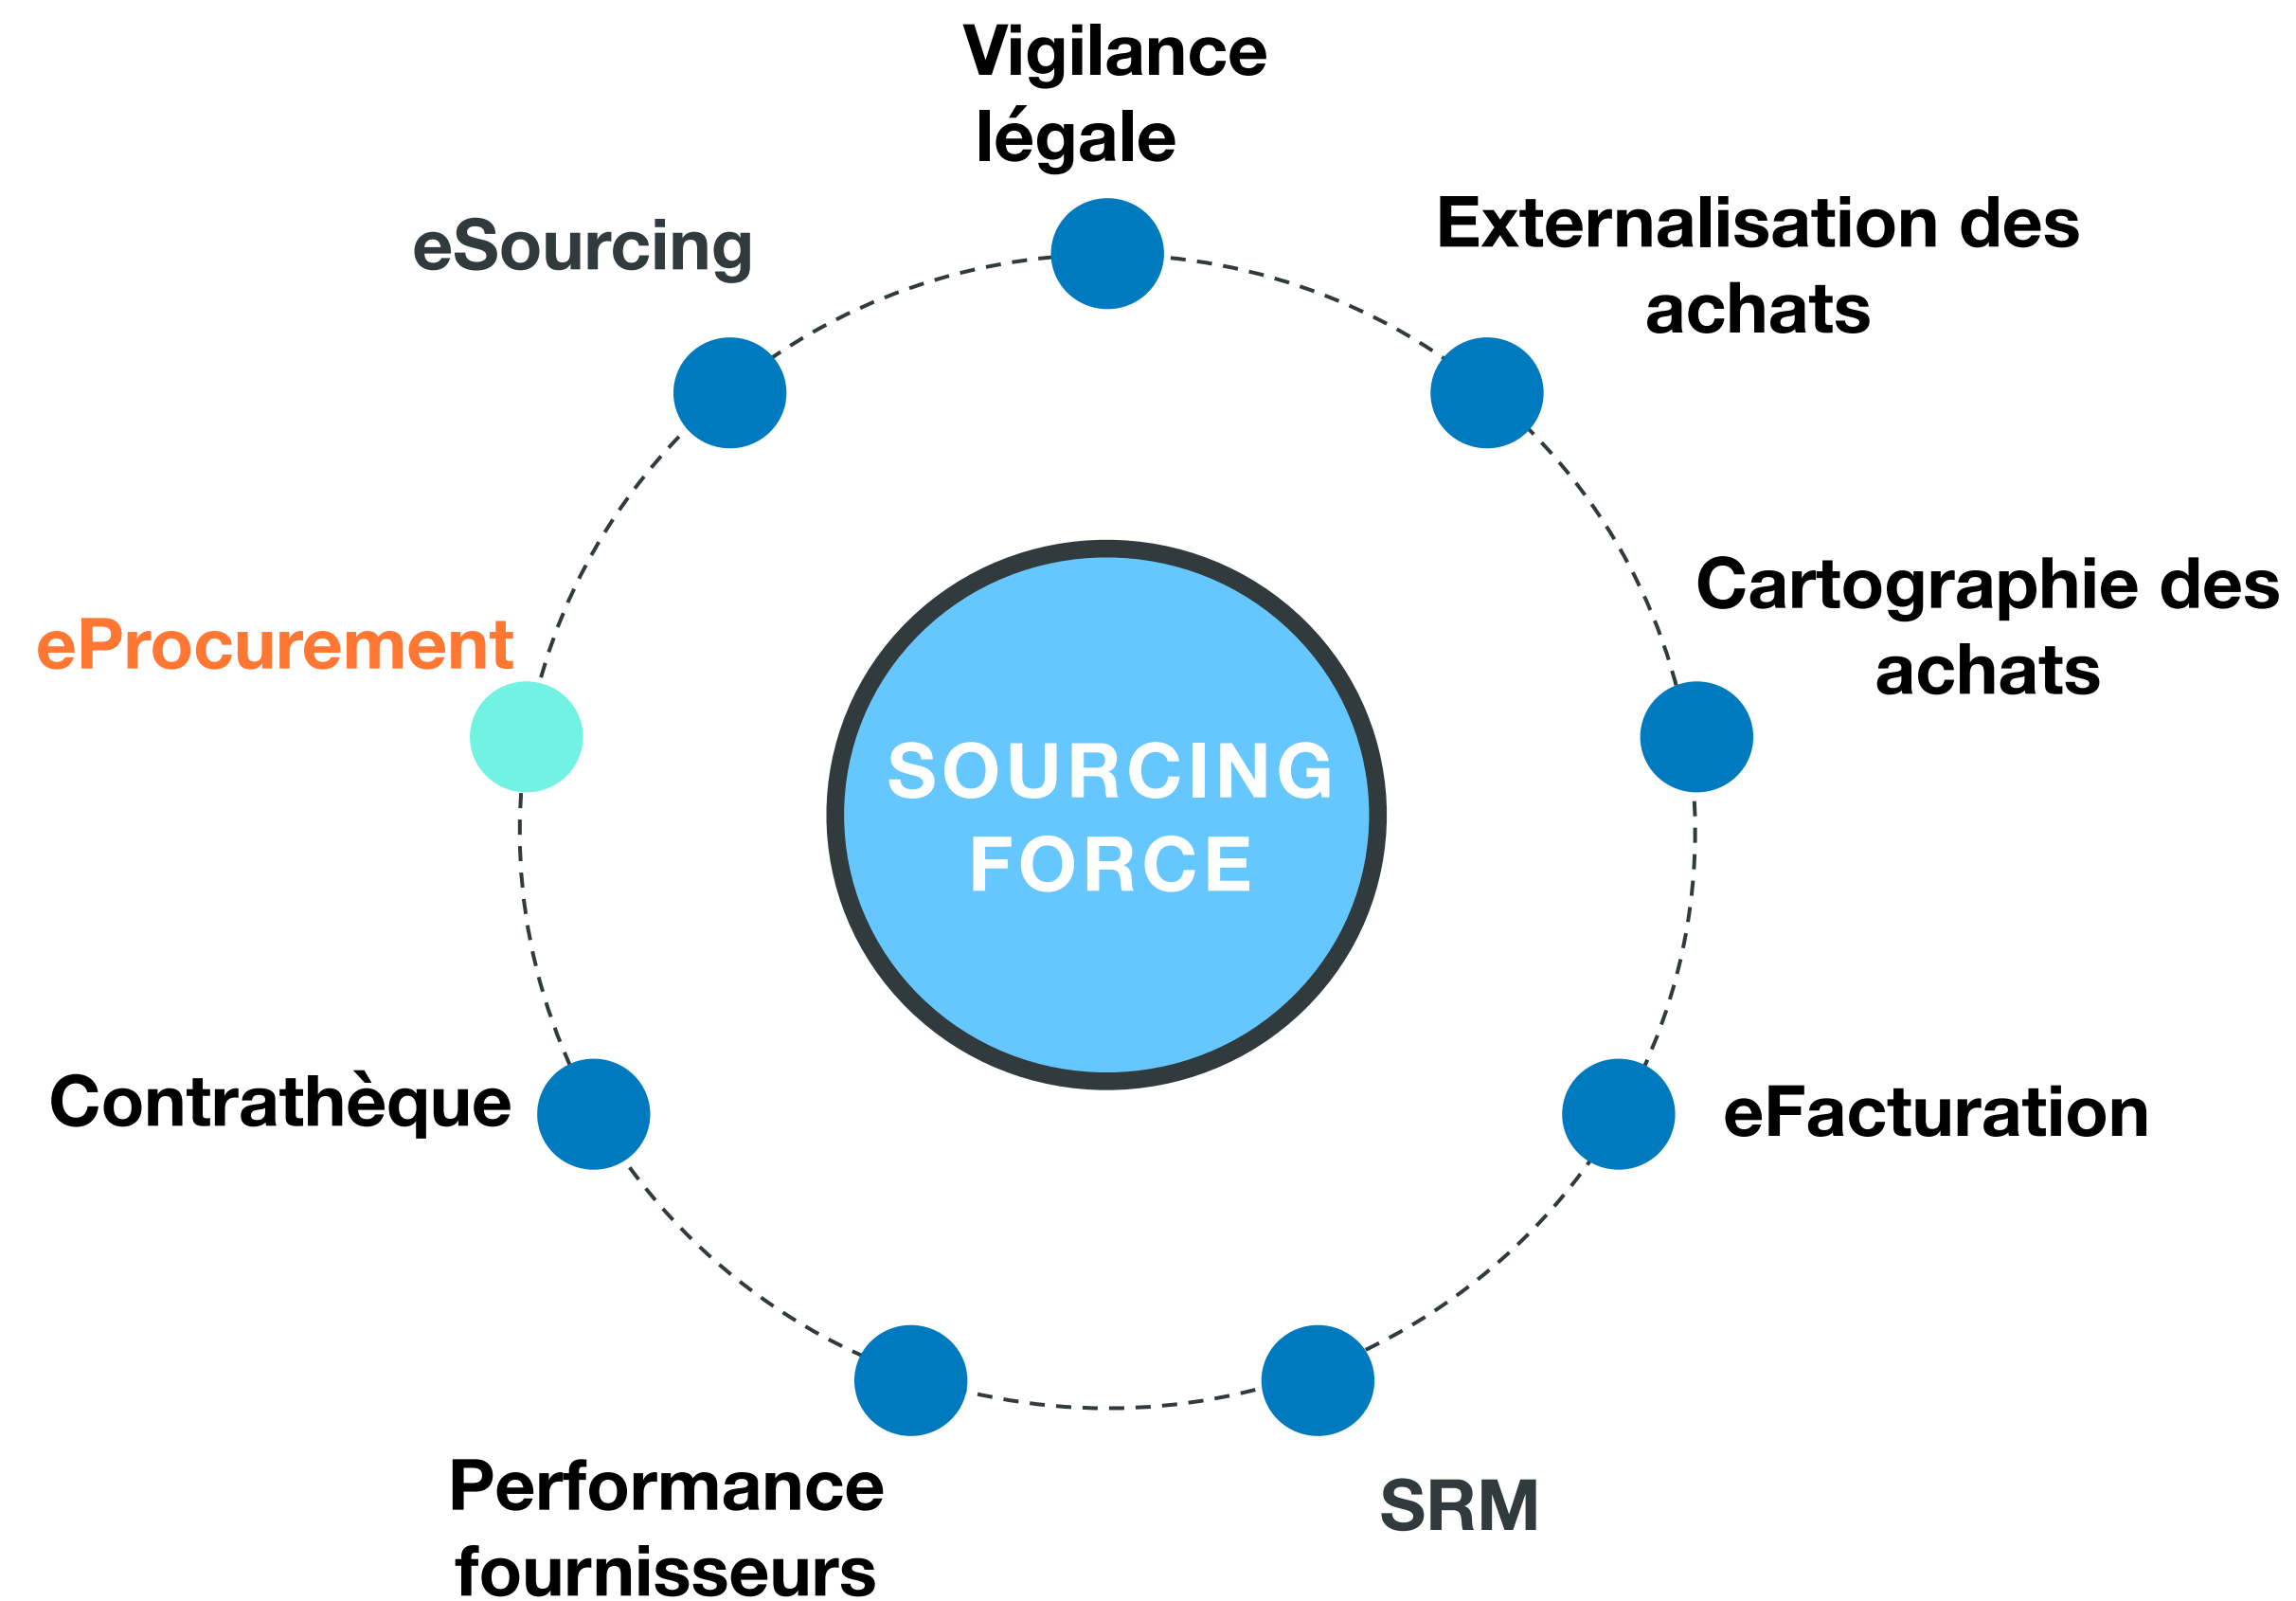 Vigilance
légale
Externalisation des
achats
eSourcing
Cartographie des
achats
eProcurement
SOURCING
FORCE
Contrathèque
eFacturation
Performance
fournisseurs
SRM